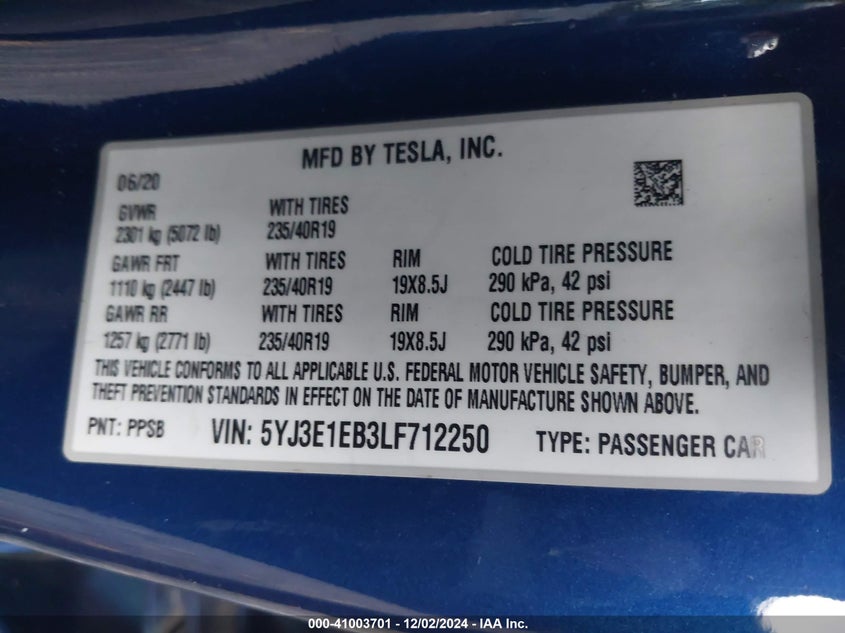 MFD BY TESLA, INC.
06/20
GVWR WITH TIRES
2301 kg (5072 lb) 235/40R19
GAWR FRT WITH TIRES RIM COLD TIRE PRESSURE
1110 kg (2447 lb) 235/40R19 19X8.5J 290 kPa, 42 psi
GAWR RR WITH TIRES RIM COLD TIRE PRESSURE
1257 kg (2771 lb) 235/40R19 19X8.5J 290 kPa, 42 psi
THIS VEHICLE CONFORMS TO ALL APPLICABLE U.S. FEDERAL MOTOR VEHICLE SAFETY, BUMPER, AND
THEFT PREVENTION STANDARDS IN EFFECT ON THE DATE OF MANUFACTURE SHOWN ABOVE.
PNT: PPSB VIN: 5YJ3E1EB3LF712250 TYPE: PASSENGER CAR
000-41003701 - 12/02/2024 - IAA Inc.